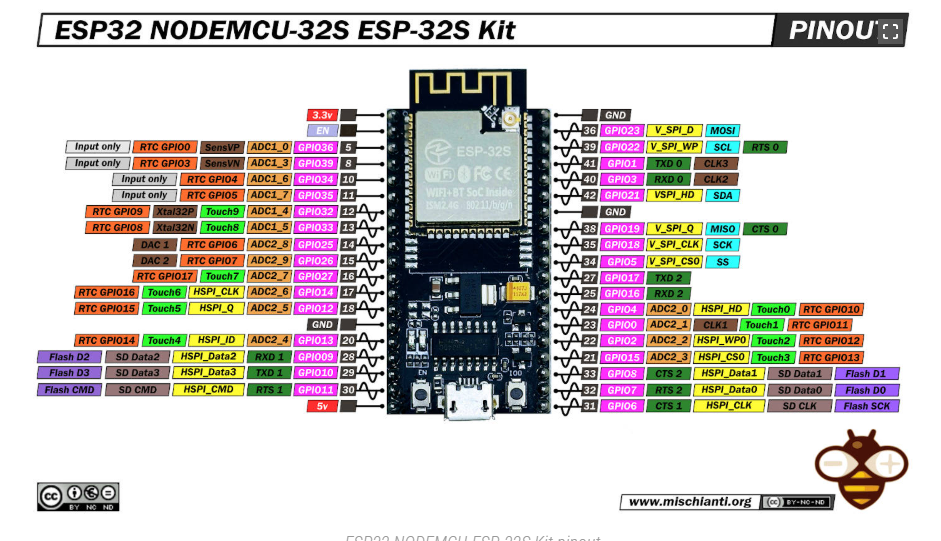 ESP32 NODEMCU-32S ESP-32S Kit
3.3v
EN
Input only RTC GPIO0 SensVP ADC1_0 GPIO36 5
Input only RTC GPIO3 SensVN ADC1_3 GPIO39 8
Input only RTC GPIO4 ADC1_6 GPIO34 10
Input only RTC GPIO5 ADC1_7 GPIO35 11
RTC GPIO9 Xtal32P Touch9 ADC1_4 GPIO32 12
RTC GPIO8 Xtal32N Touch8 ADC1_5 GPIO33 13
DAC 1 RTC GPIO6 ADC2_8 GPIO25 14
DAC 2 RTC GPIO7 ADC2_9 GPIO26 15
RTC GPIO17 Touch7 ADC2_7 GPIO27 16
RTC GPIO16 Touch6 HSPI_CLK ADC2_6 GPIO14 17
RTC GPIO15 Touch5 HSPI_Q ADC2_5 GPIO12 18
GND
RTC GPIO14 Touch4 HSPI_ID ADC2_4 GPIO13 20
Flash D2 SD Data2 HSPI_Data2 RXD 1 GPIO09 28
Flash D3 SD Data3 HSPI_Data3 TXD 1 GPIO10 29
Flash CMD SD CMD HSPI_CMD RTS 1 GPIO11 30
5v
ESP-32S
WiFi
WIFI+BT SoC Inside
ISM2.4G 802.11/b/g/n
EN
IO0
GND
36 GPIO23 V_SPI_D MOSI
39 GPIO22 V_SPI_WP SCL RTS 0
41 GPIO1 TXD 0 CLK3
40 GPIO3 RXD 0 CLK2
42 GPIO21 VSPI_HD SDA
GND
38 GPIO19 V_SPI_Q MISO CTS 0
35 GPIO18 V_SPI_CLK SCK
34 GPIO5 V_SPI_CS0 SS
27 GPIO17 TXD 2
25 GPIO16 RXD 2
24 GPIO4 ADC2_0 HSPI_HD Touch0 RTC GPIO10
23 GPIO0 ADC2_1 CLK1 Touch1 RTC GPIO11
22 GPIO2 ADC2_2 HSPI_WP0 Touch2 RTC GPIO12
21 GPIO15 ADC2_3 HSPI_CS0 Touch3 RTC GPIO13
33 GPIO8 CTS 2 HSPI_Data1 SD Data1 Flash D1
32 GPIO7 RTS 2 HSPI_Data0 SD Data0 Flash D0
31 GPIO6 CTS 1 HSPI_CLK SD CLK Flash SCK
cc BY NC ND
www.mischianti.org cc BY-NC-ND